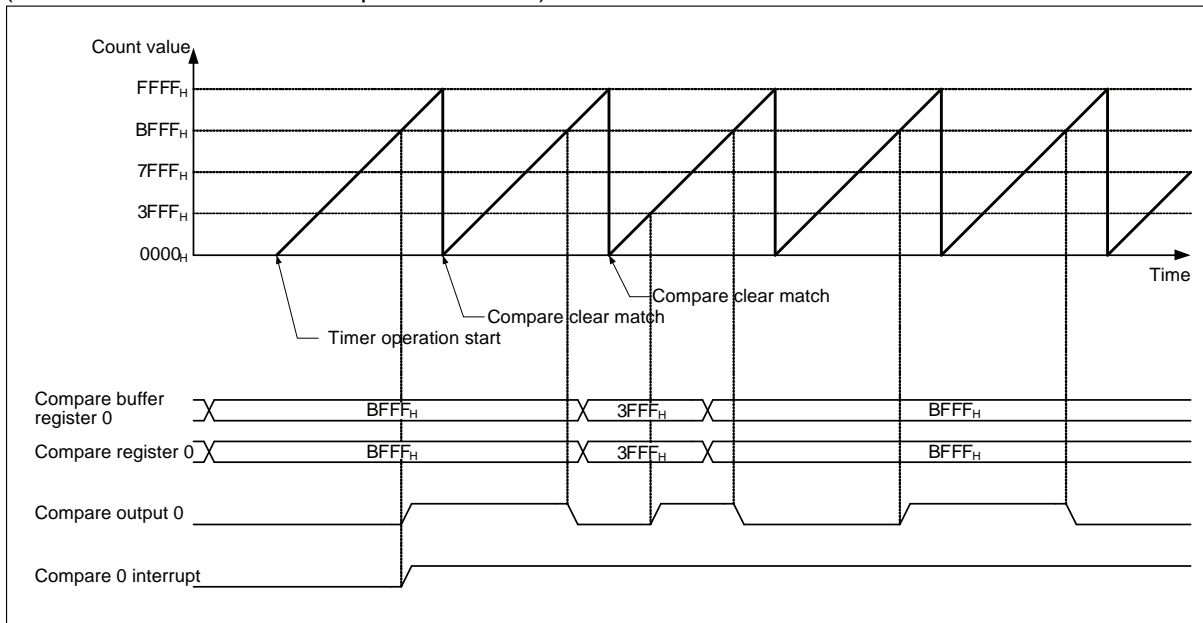 Count value
FFFFH
BFFFH
7FFFH
3FFFH
0000H
Time
Compare clear match
Compare clear match
Timer operation start
Compare buffer
register 0
BFFFH
3FFFH
BFFFH
Compare register 0
BFFFH
3FFFH
BFFFH
Compare output 0
Compare 0 interrupt